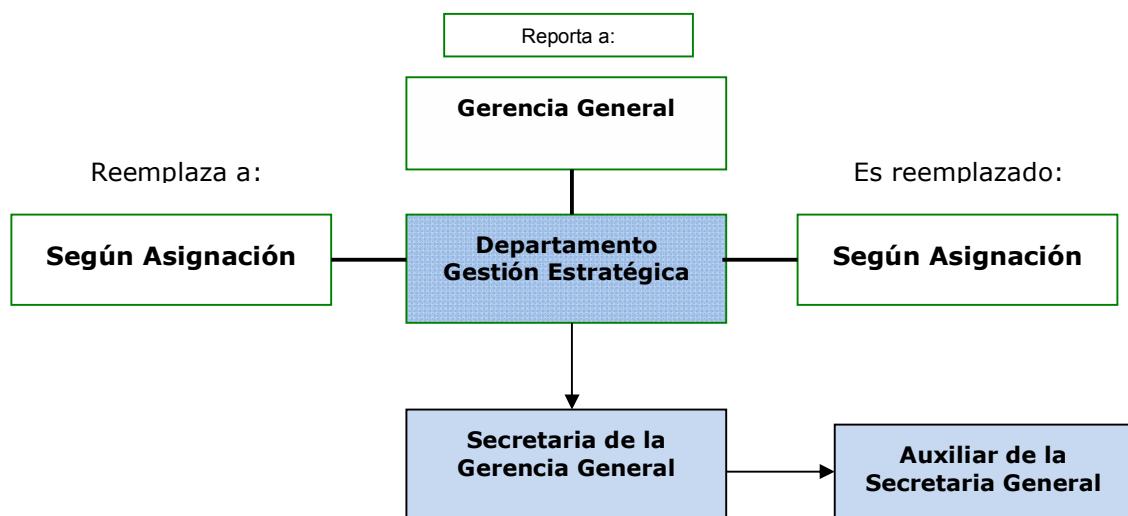 Reporta a:
Gerencia General
Reemplaza a:
Es reemplazado:
Según Asignación
Departamento
Gestión Estratégica
Según Asignación
Secretaria de la
Gerencia General
Auxiliar de la
Secretaria General